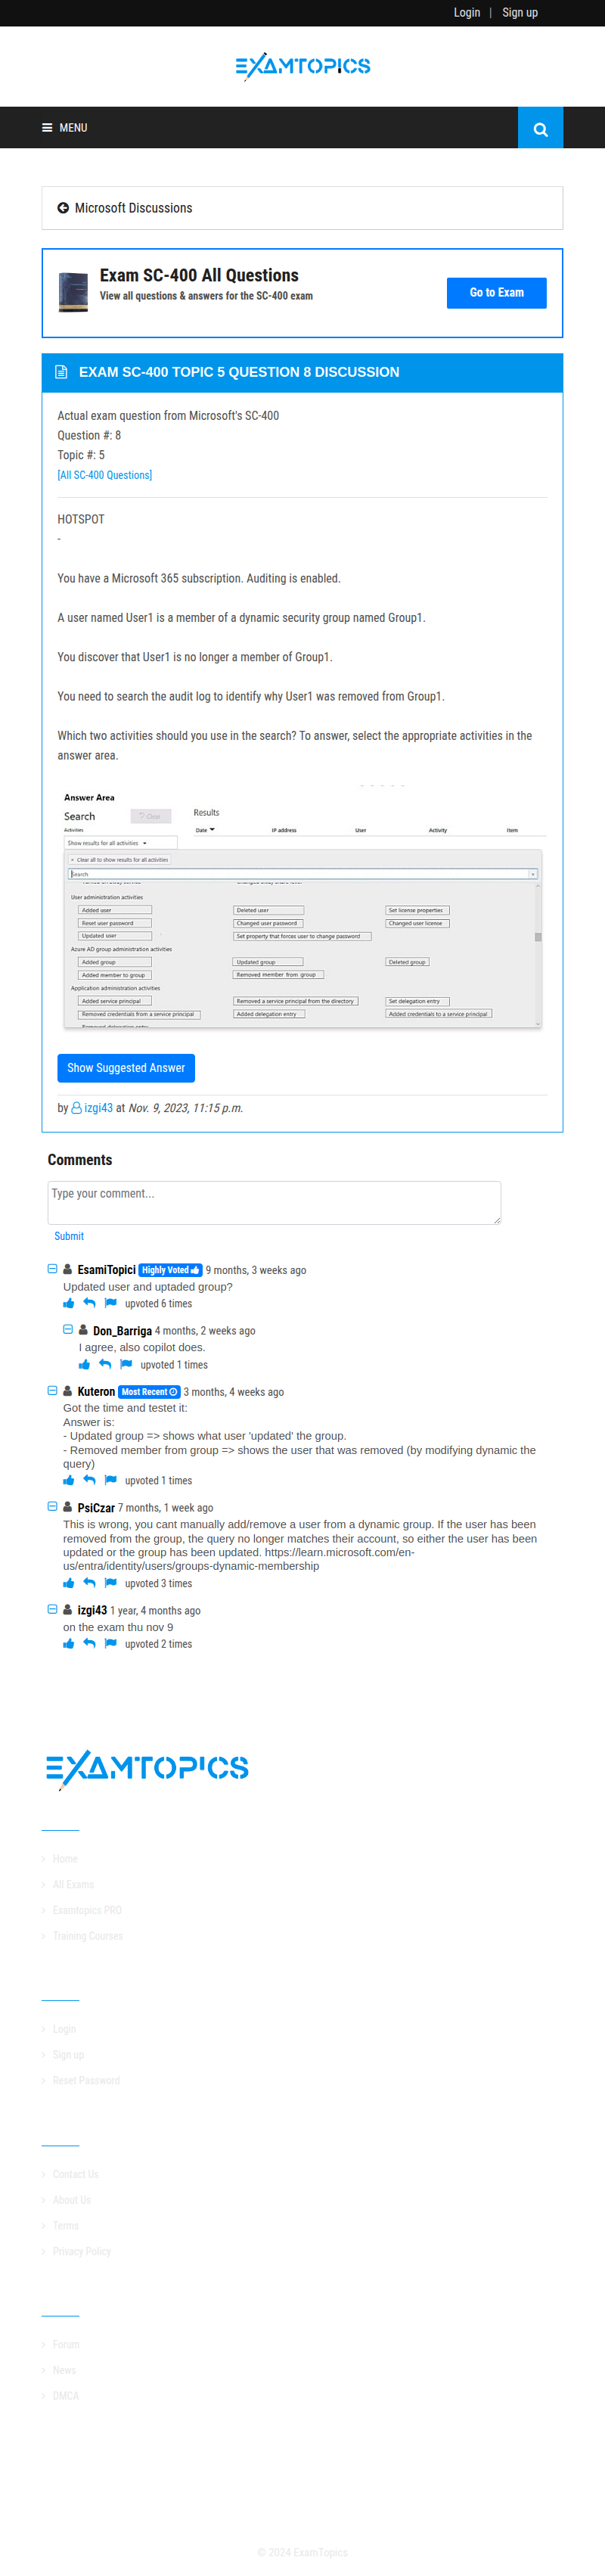 Login | Sign up
EXAMTOPICS
MENU
Microsoft Discussions
Exam SC-400 All Questions
View all questions & answers for the SC-400 exam
Go to Exam
EXAM SC-400 TOPIC 5 QUESTION 8 DISCUSSION
Actual exam question from Microsoft's SC-400
Question #: 8
Topic #: 5
[All SC-400 Questions]
HOTSPOT
-
You have a Microsoft 365 subscription. Auditing is enabled.
A user named User1 is a member of a dynamic security group named Group1.
You discover that User1 is no longer a member of Group1.
You need to search the audit log to identify why User1 was removed from Group1.
Which two activities should you use in the search? To answer, select the appropriate activities in the
answer area.
Answer Area
Search Clear Results
Activities Date IP address User Activity Item
Show results for all activities
× Clear all to show results for all activities
Search
User administration activities
Added user Deleted user Set license properties
Reset user password Changed user password Changed user license
Updated user Set property that forces user to change password
Azure AD group administration activities
Added group Updated group Deleted group
Added member to group Removed member from group
Application administration activities
Added service principal Removed a service principal from the directory Set delegation entry
Removed credentials from a service principal Added delegation entry Added credentials to a service principal
Removed delegation entry
Show Suggested Answer
by izgi43 at Nov. 9, 2023, 11:15 p.m.
Comments
Type your comment...
Submit
EsamiTopici Highly Voted 9 months, 3 weeks ago
Updated user and uptaded group?
upvoted 6 times
Don_Barriga 4 months, 2 weeks ago
I agree, also copilot does.
upvoted 1 times
Kuteron Most Recent 3 months, 4 weeks ago
Got the time and testet it:
Answer is:
- Updated group => shows what user 'updated' the group.
- Removed member from group => shows the user that was removed (by modifying dynamic the
query)
upvoted 1 times
PsiCzar 7 months, 1 week ago
This is wrong, you cant manually add/remove a user from a dynamic group. If the user has been
removed from the group, the query no longer matches their account, so either the user has been
updated or the group has been updated. https://learn.microsoft.com/en-
us/entra/identity/users/groups-dynamic-membership
upvoted 3 times
izgi43 1 year, 4 months ago
on the exam thu nov 9
upvoted 2 times
EXAMTOPICS
Home
All Exams
Examtopics PRO
Training Courses
Login
Sign up
Reset Password
Contact Us
About Us
Terms
Privacy Policy
Forum
News
DMCA
© 2024 ExamTopics